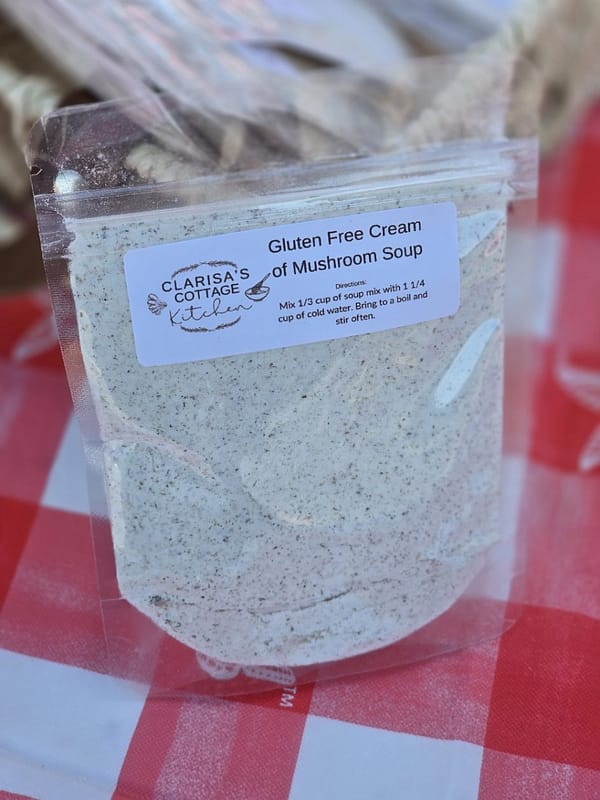 CLARISA'S
COTTAGE
Kitchen
Gluten Free Cream
of Mushroom Soup
Directions:
Mix 1/3 cup of soup mix with 1 1/4
cup of cold water. Bring to a boil and
stir often.
TM